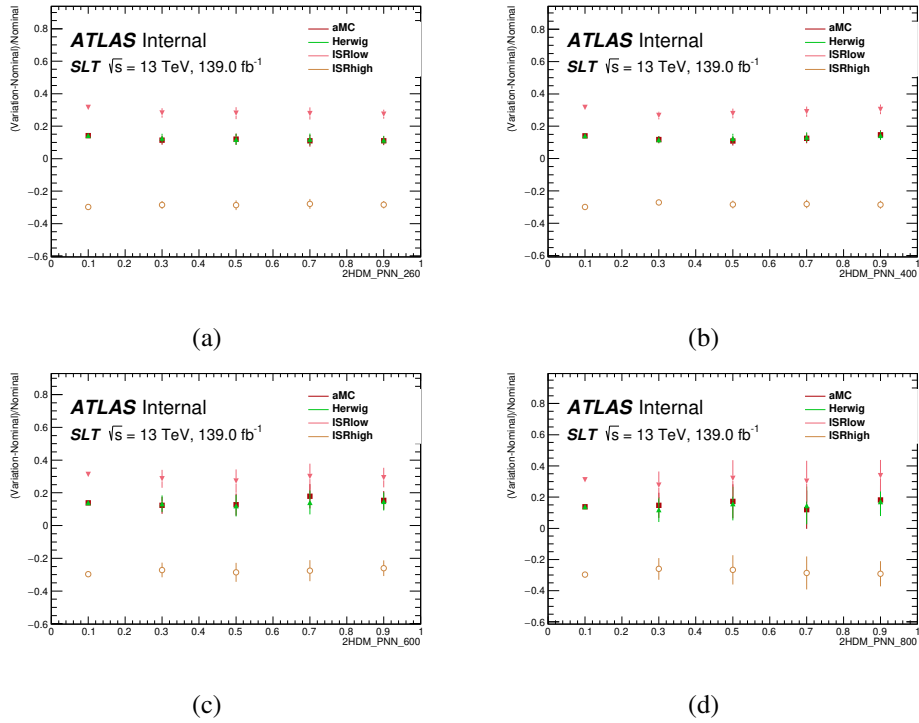 (Variation-Nominal)/Nominal
0.8
0.6
0.4
0.2
0
−0.2
−0.4
−0.6
ATLAS Internal
SLT √s = 13 TeV, 139.0 fb-1
aMC
Herwig
ISRlow
ISRhigh
0 0.1 0.2 0.3 0.4 0.5 0.6 0.7 0.8 0.9 1
2HDM_PNN_260
(a)
(Variation-Nominal)/Nominal
0.8
0.6
0.4
0.2
0
−0.2
−0.4
−0.6
ATLAS Internal
SLT √s = 13 TeV, 139.0 fb-1
aMC
Herwig
ISRlow
ISRhigh
0 0.1 0.2 0.3 0.4 0.5 0.6 0.7 0.8 0.9 1
2HDM_PNN_400
(b)
(Variation-Nominal)/Nominal
0.8
0.6
0.4
0.2
0
−0.2
−0.4
−0.6
ATLAS Internal
SLT √s = 13 TeV, 139.0 fb-1
aMC
Herwig
ISRlow
ISRhigh
0 0.1 0.2 0.3 0.4 0.5 0.6 0.7 0.8 0.9 1
2HDM_PNN_600
(c)
(Variation-Nominal)/Nominal
0.8
0.6
0.4
0.2
0
−0.2
−0.4
−0.6
ATLAS Internal
SLT √s = 13 TeV, 139.0 fb-1
aMC
Herwig
ISRlow
ISRhigh
0 0.1 0.2 0.3 0.4 0.5 0.6 0.7 0.8 0.9 1
2HDM_PNN_800
(d)